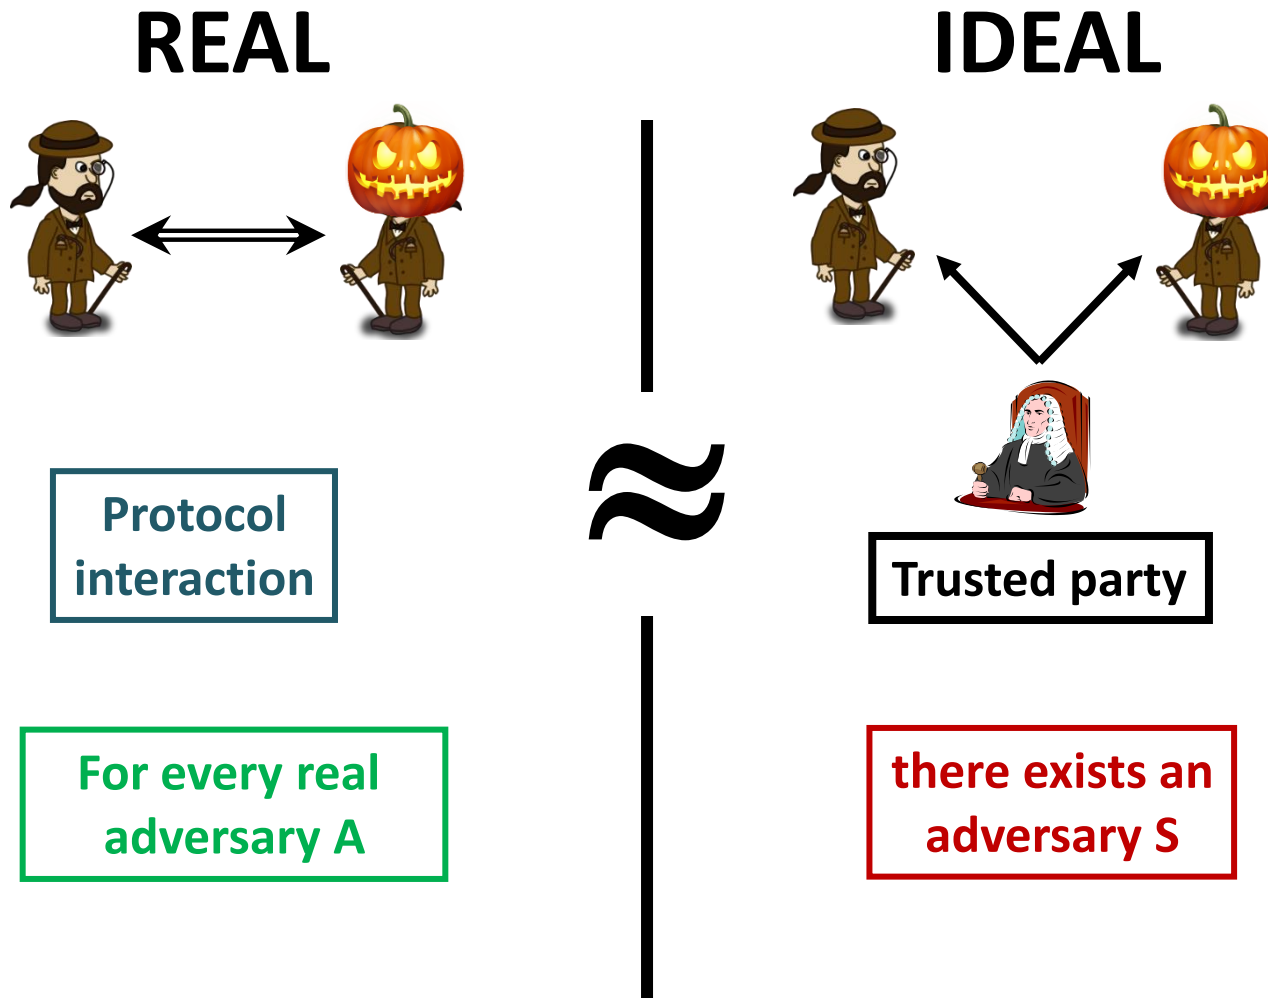 REAL
IDEAL
≈
Protocol
interaction
Trusted party
For every real
adversary A
there exists an
adversary S